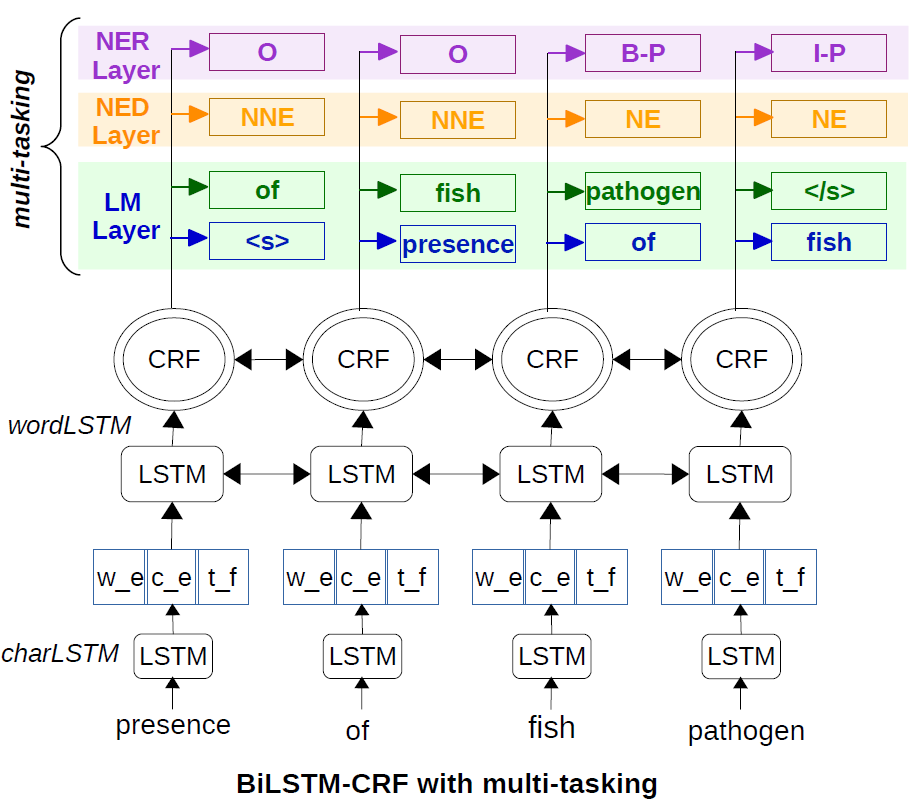 NER
Layer
O
O
B-P
I-P
NED
Layer
NNE
NNE
NE
NE
multi-tasking
LM
Layer
of
fish
pathogen
</s>
<s>
presence
of
fish
CRF
CRF
CRF
CRF
wordLSTM
LSTM
LSTM
LSTM
LSTM
w_e c_e t_f
w_e c_e t_f
w_e c_e t_f
w_e c_e t_f
charLSTM
LSTM
LSTM
LSTM
LSTM
presence
of
fish
pathogen
BiLSTM-CRF with multi-tasking